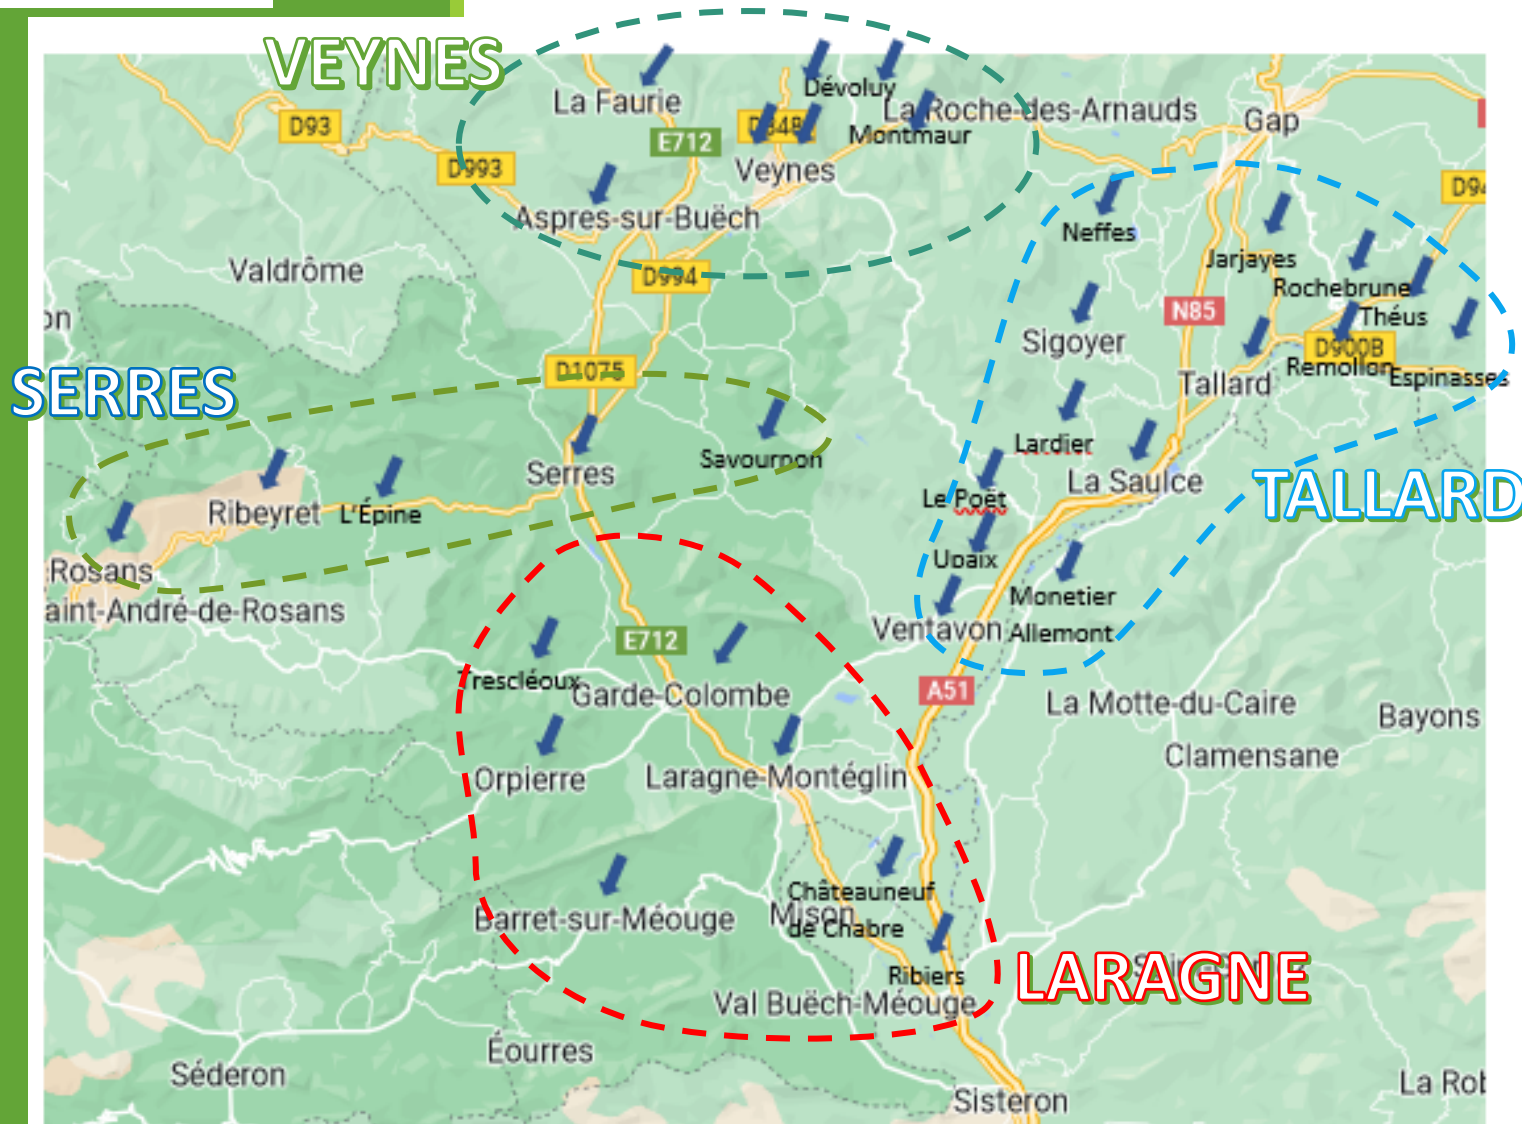 VEYNES
Dévoluy
La Faurie
La Roche-des-Arnauds
Gap
D93
E712
Montmaur
D993
Veynes
Aspres-sur-Buëch
Neffes
Valdrôme
D994
Jarjayes
Rochebrune
N85
Théus
Sigoyer
D900B
Remollon
Espinasses
D1075
Tallard
SERRES
Savournon
Lardier
Serres
La Saulce
TALLARD
Le Poët
Ribeyret
L'Épine
Upaix
Rosans
Monetier
Allemont
aint-André-de-Rosans
Ventavon
E712
Trescléoux
Garde-Colombe
A51
La Motte-du-Caire
Bayons
Clamensane
Orpierre
Laragne-Montéglin
Châteauneuf
de Chabre
Mison
Barret-sur-Méouge
Ribiers
LARAGNE
Val Buëch-Méouge
Éourres
Séderon
La Rob
Sisteron